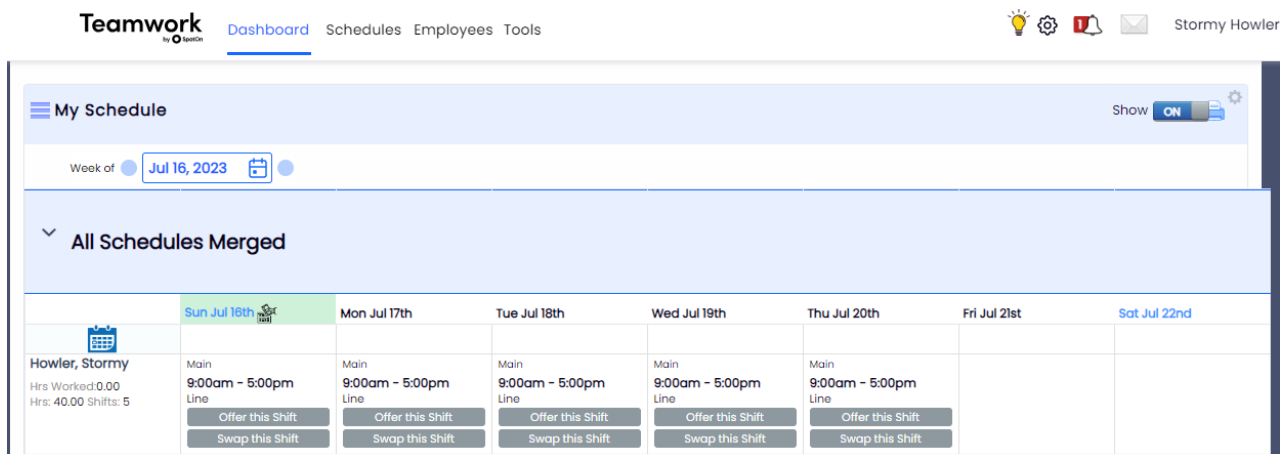 Teamwork
by SpotOn
Dashboard Schedules Employees Tools
1
Stormy Howler
My Schedule
Show ON
Week of Jul 16, 2023
All Schedules Merged
Sun Jul 16th Mon Jul 17th Tue Jul 18th Wed Jul 19th Thu Jul 20th Fri Jul 21st Sat Jul 22nd
Howler, Stormy Main Main Main Main Main
Hrs Worked:0.00 9:00am - 5:00pm 9:00am - 5:00pm 9:00am - 5:00pm 9:00am - 5:00pm 9:00am - 5:00pm
Hrs: 40.00 Shifts: 5 Line Line Line Line Line
Offer this Shift Offer this Shift Offer this Shift Offer this Shift Offer this Shift
Swap this Shift Swap this Shift Swap this Shift Swap this Shift Swap this Shift